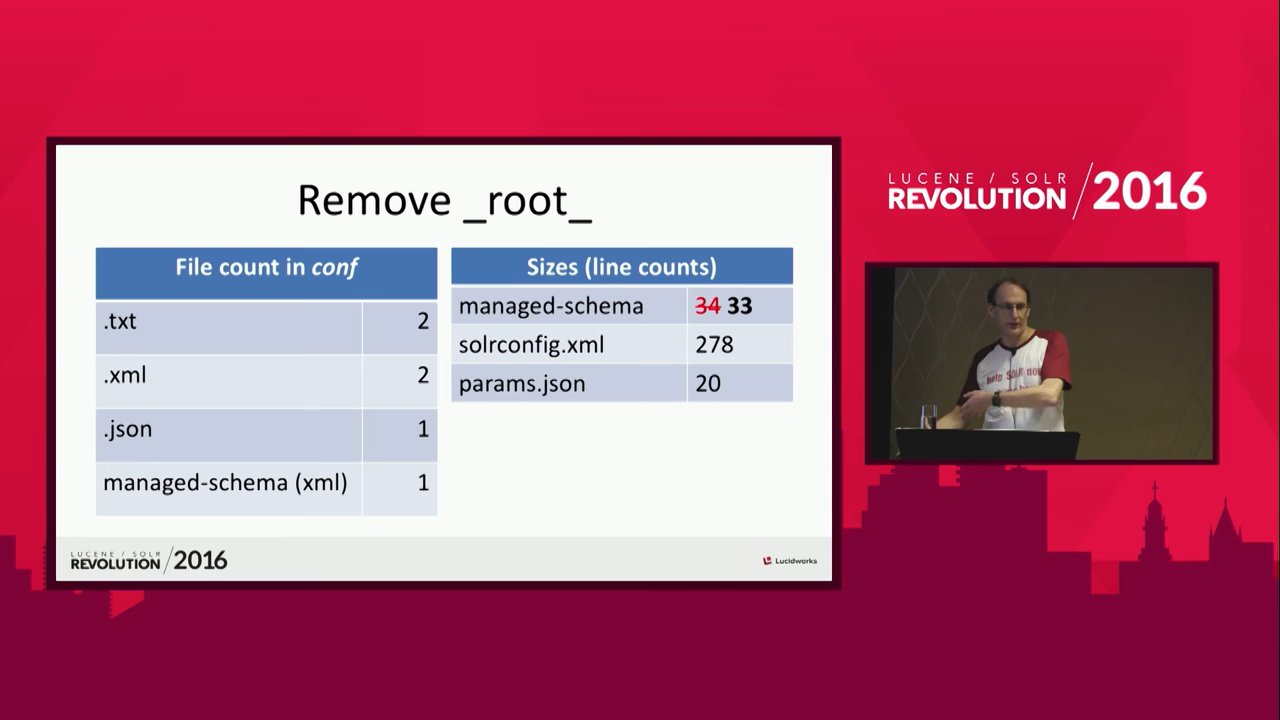 Remove _root_
File count in conf
.txt 2
.xml 2
.json 1
managed-schema (xml) 1
Sizes (line counts)
managed-schema 34 33
solrconfig.xml 278
params.json 20
LUCENE / SOLR
REVOLUTION / 2016
Lucidworks
LUCENE / SOLR
REVOLUTION / 2016
help SOLR